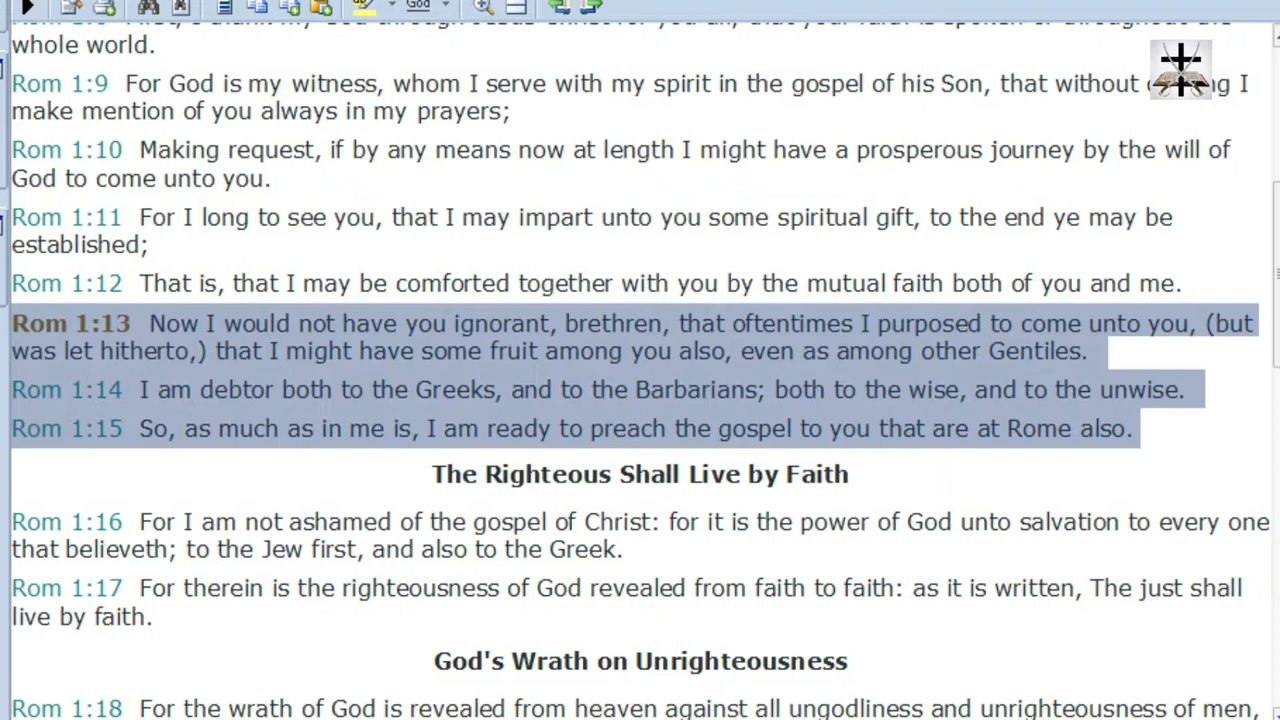 God
whole world.
Rom 1:9 For God is my witness, whom I serve with my spirit in the gospel of his Son, that without g I
make mention of you always in my prayers;
Rom 1:10 Making request, if by any means now at length I might have a prosperous journey by the will of
God to come unto you.
Rom 1:11 For I long to see you, that I may impart unto you some spiritual gift, to the end ye may be
established;
Rom 1:12 That is, that I may be comforted together with you by the mutual faith both of you and me.
Rom 1:13 Now I would not have you ignorant, brethren, that oftentimes I purposed to come unto you, (but
was let hitherto,) that I might have some fruit among you also, even as among other Gentiles.
Rom 1:14 I am debtor both to the Greeks, and to the Barbarians; both to the wise, and to the unwise.
Rom 1:15 So, as much as in me is, I am ready to preach the gospel to you that are at Rome also.
The Righteous Shall Live by Faith
Rom 1:16 For I am not ashamed of the gospel of Christ: for it is the power of God unto salvation to every one
that believeth; to the Jew first, and also to the Greek.
Rom 1:17 For therein is the righteousness of God revealed from faith to faith: as it is written, The just shall
live by faith.
God's Wrath on Unrighteousness
Rom 1:18 For the wrath of God is revealed from heaven against all ungodliness and unrighteousness of men,